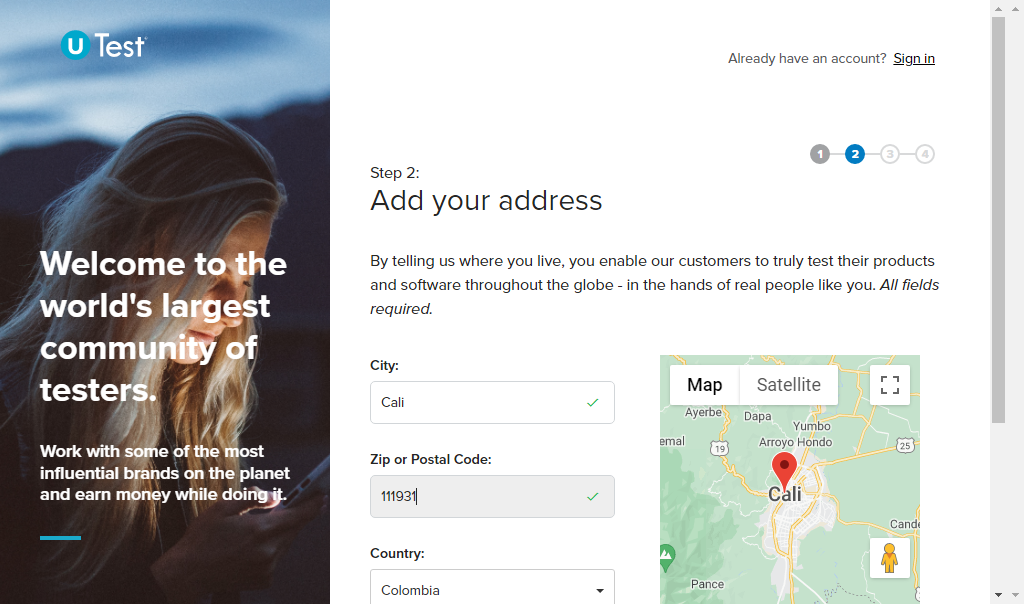 U Test
Already have an account? Sign in
1 2 3 4
Step 2:
Add your address
Welcome to the
world's largest
community of
testers.
Work with some of the most
influential brands on the planet
and earn money while doing it.
By telling us where you live, you enable our customers to truly test their products
and software throughout the globe - in the hands of real people like you. All fields
required.
City:
Cali
Zip or Postal Code:
111931
Country:
Colombia
Map Satellite
Ayerbe
Dapa
Yumbo
emal
Arroyo Hondo
19
25
Cali
Cande
Pance